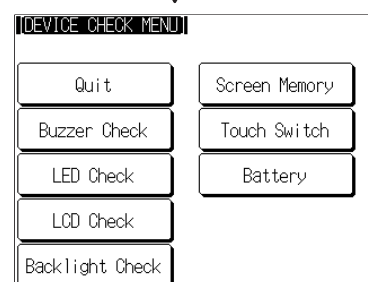 [DEVICE CHECK MENU]
Quit
Screen Memory
Buzzer Check
Touch Switch
LED Check
Battery
LCD Check
Backlight Check